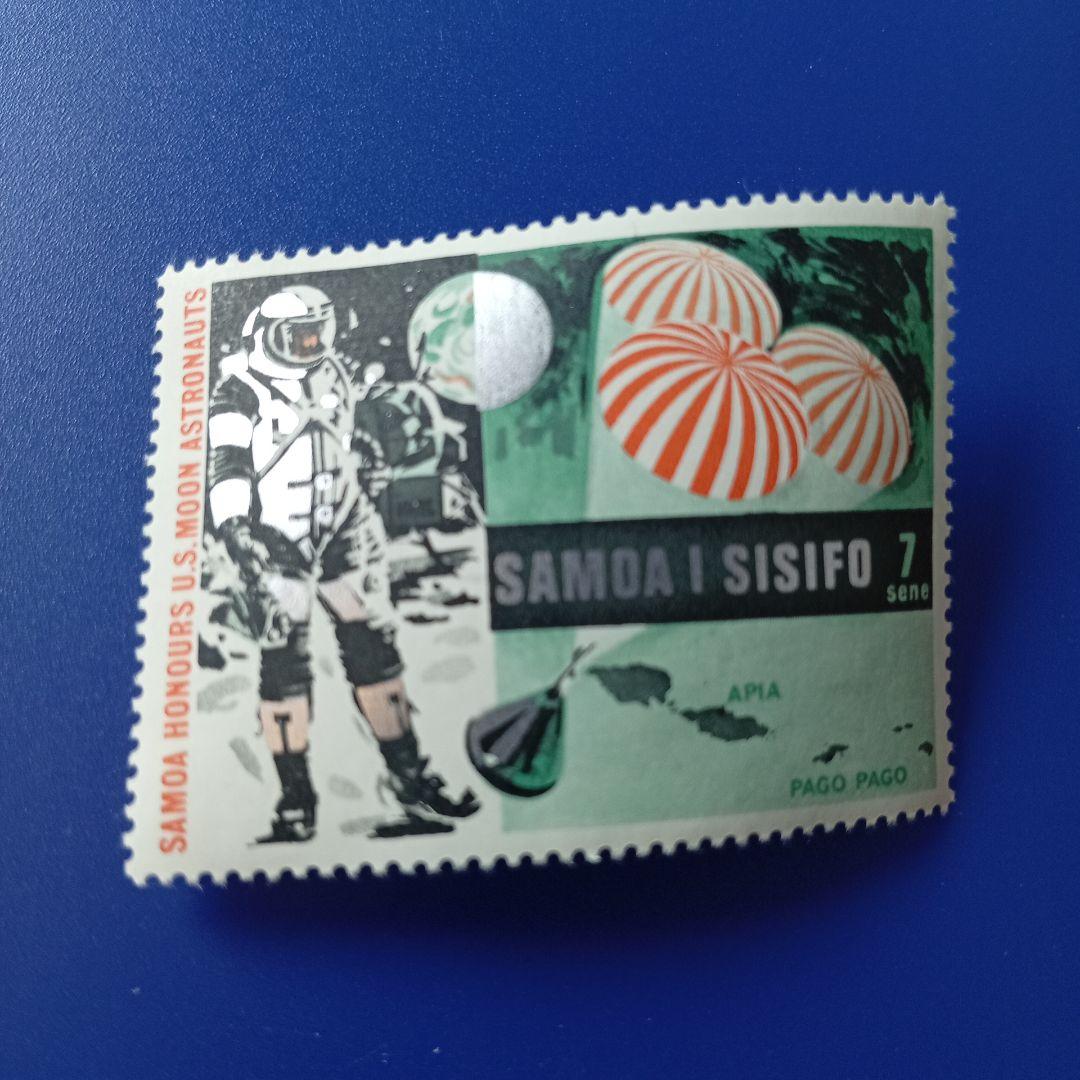 SAMOA HONOURS U.S. MOON ASTRONAUTS
SAMOA I SISIFO 7
sene
APIA
PAGO PAGO